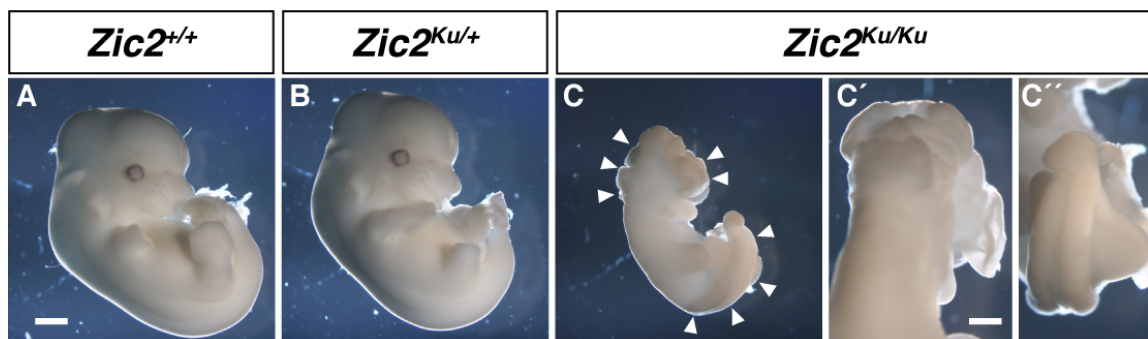 Zic2+/+
Zic2Ku/+
Zic2Ku/Ku
A
B
C
C′
C′′